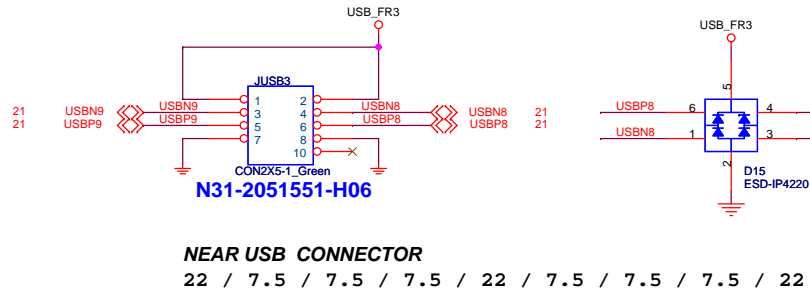 USB_FR3
USB_FR3
JUSB3
5
1 2
21 USBN9 USBN9 3 4 USBN8 USBN8 21 USBP8 6 4
21 USBP9 USBP9 5 6 USBP8 USBP8 21
7 8 USBN8 1 3
10
2
CON2X5-1_Green
D15
ESD-IP4220
N31-2051551-H06
NEAR USB CONNECTOR
22 / 7.5 / 7.5 / 7.5 / 22 / 7.5 / 7.5 / 7.5 / 22